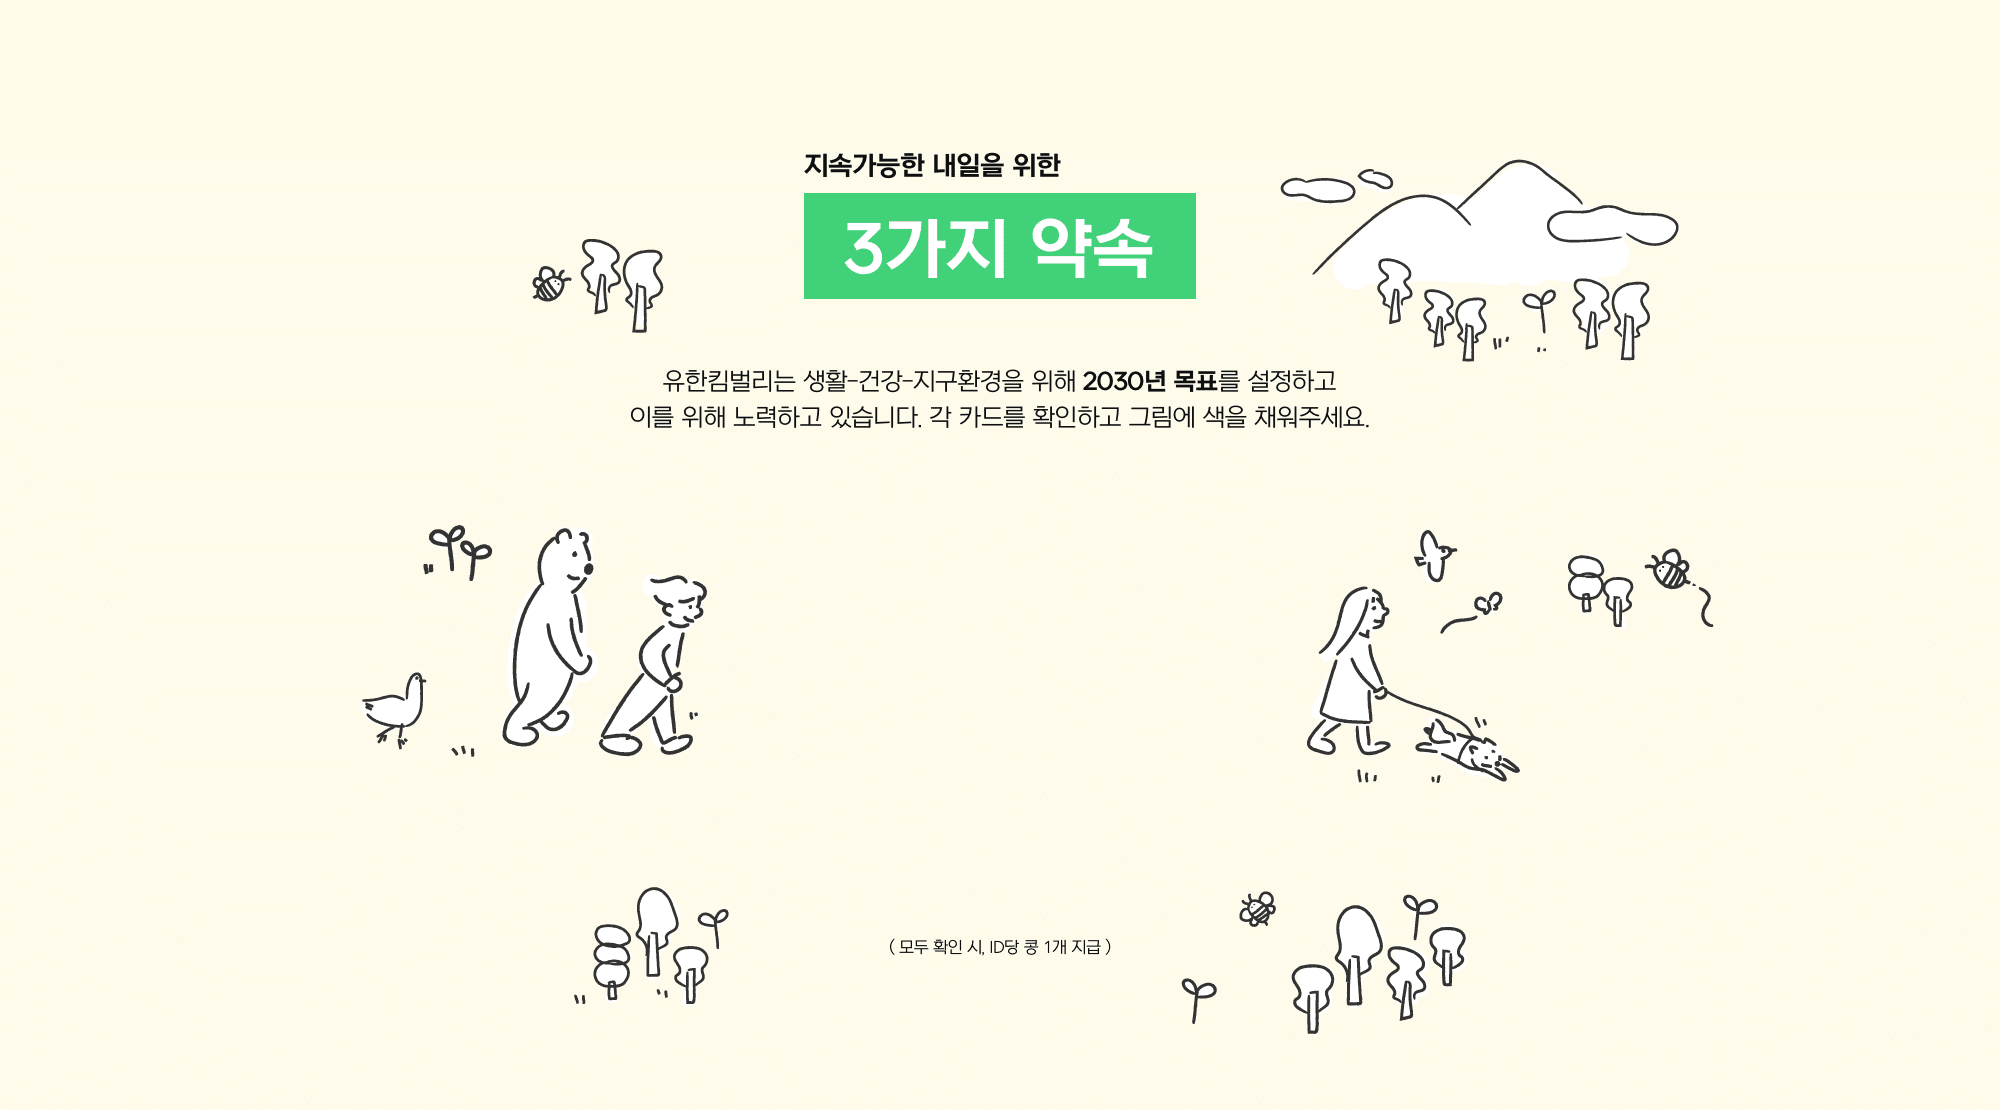 지속가능한 내일을 위한
3가지 약속
유한킴벌리는 생활-건강-지구환경을 위해 2030년 목표를 설정하고
이를 위해 노력하고 있습니다. 각 카드를 확인하고 그림에 색을 채워주세요.
( 모두 확인 시, ID당 콩 1개 지급 )